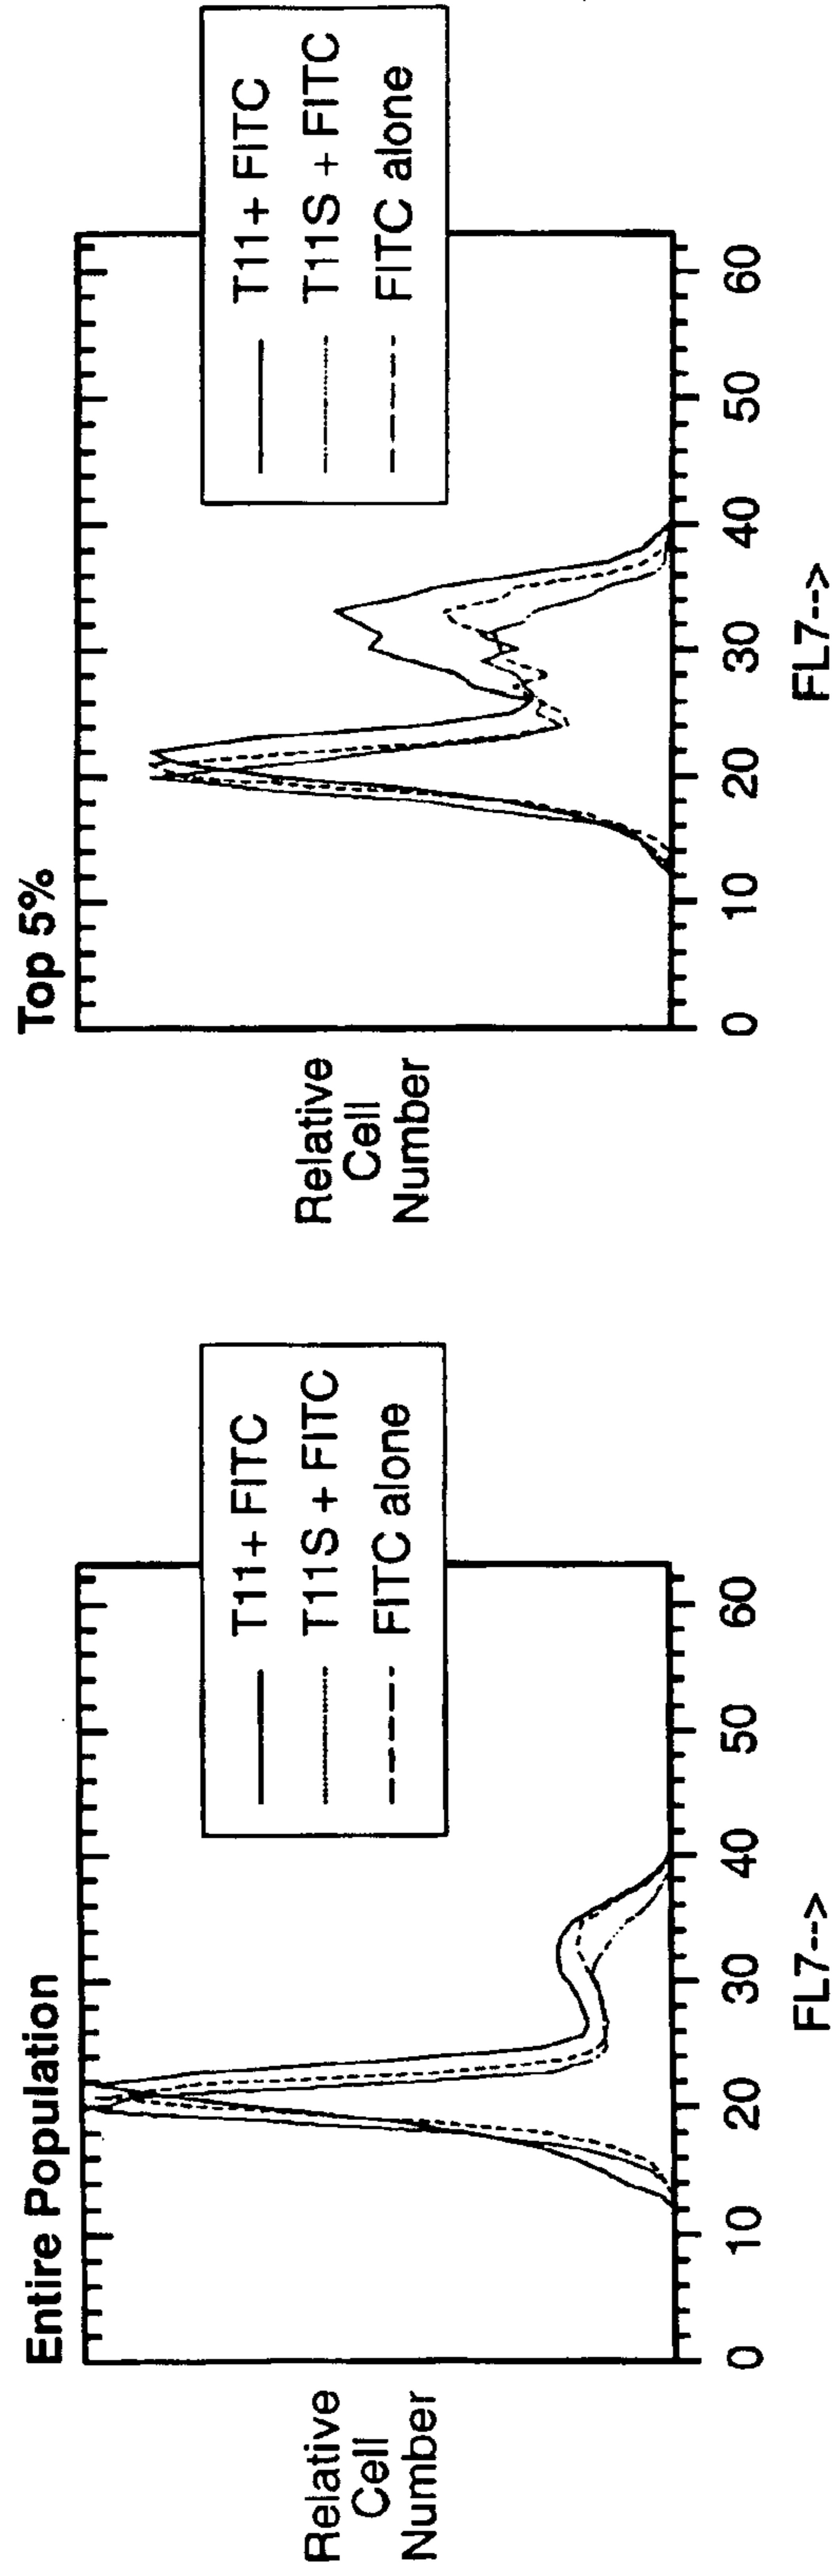 Entire Population
Relative
Cell
Number
T11+ FITC
T11S + FITC
FITC alone
0 10 20 30 40 50 60
FL7-->
Top 5%
Relative
Cell
Number
T11+ FITC
T11S + FITC
FITC alone
0 10 20 30 40 50 60
FL7-->